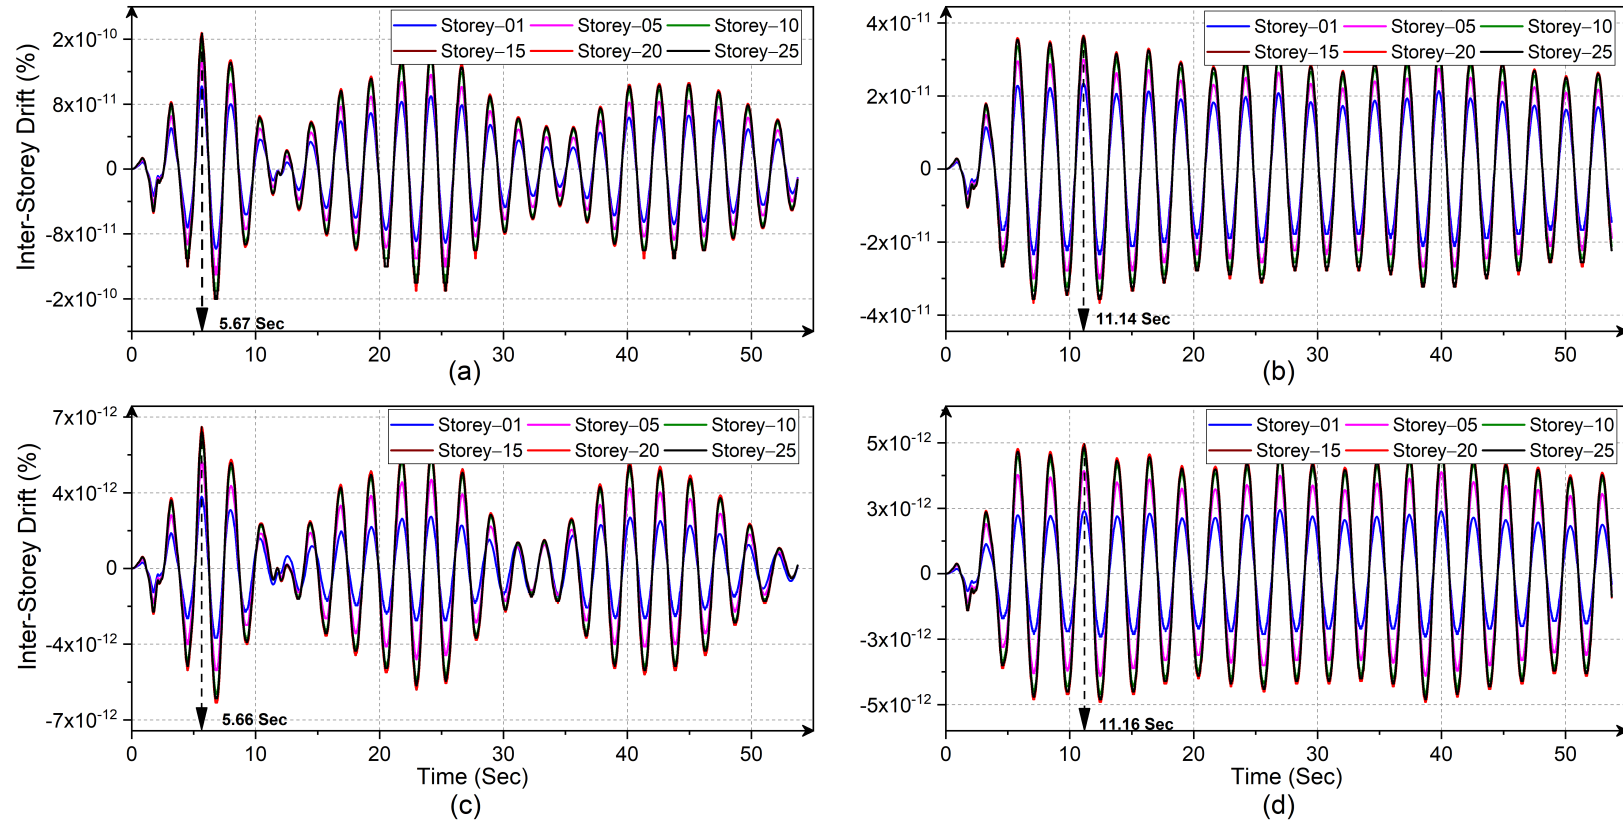 Storey–01 Storey–05 Storey–10
Storey–15 Storey–20 Storey–25
Inter-Storey Drift (%)
2x10⁻¹⁰
8x10⁻¹¹
0
-8x10⁻¹¹
-2x10⁻¹⁰
5.67 Sec
0 10 20 30 40 50
(a)
Storey–01 Storey–05 Storey–10
Storey–15 Storey–20 Storey–25
4x10⁻¹¹
2x10⁻¹¹
0
-2x10⁻¹¹
-4x10⁻¹¹
11.14 Sec
0 10 20 30 40 50
(b)
Storey–01 Storey–05 Storey–10
Storey–15 Storey–20 Storey–25
Inter-Storey Drift (%)
7x10⁻¹²
4x10⁻¹²
0
-4x10⁻¹²
-7x10⁻¹²
5.66 Sec
0 10 20 30 40 50
Time (Sec)
(c)
Storey–01 Storey–05 Storey–10
Storey–15 Storey–20 Storey–25
5x10⁻¹²
3x10⁻¹²
0
-3x10⁻¹²
-5x10⁻¹²
11.16 Sec
0 10 20 30 40 50
Time (Sec)
(d)